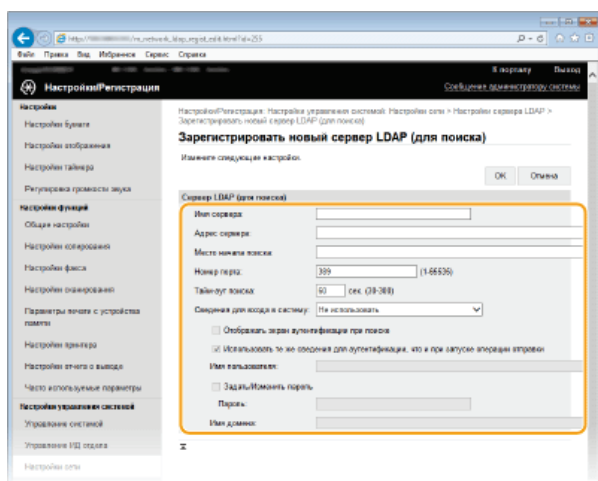 Файл Правка Вид Избранное Сервис Справка
К порталу Выход
Настройки/Регистрация
Сообщение администратору системы
Настройки
Настройки бумаги
Настройки отображения
Настройки таймера
Регулировка громкости звука
Настройки функций
Общие настройки
Настройки копирования
Настройки факса
Настройки сканирования
Параметры печати с устройства памяти
Настройки принтера
Настройки отчета о выводе
Часто используемые параметры
Настройки управления системой
Управление системой
Управление ИД отдела
Настройки сети
Настройки/Регистрация: Настройки управления системой: Настройки сети > Настройки сервера LDAP >
Зарегистрировать новый сервер LDAP (для поиска)
Зарегистрировать новый сервер LDAP (для поиска)
Измените следующие настройки.
OK Отмена
Сервер LDAP (для поиска)
Имя сервера:
Адрес сервера:
Место начала поиска:
Номер порта: 389 (1-65535)
Тайм-аут поиска: 60 сек. (30-300)
Сведения для входа в систему: Не использовать
Отображать экран аутентификации при поиске
Использовать те же сведения для аутентификации, что и при запуске операции отправки
Имя пользователя:
Задать/Изменить пароль
Пароль:
Имя домена: